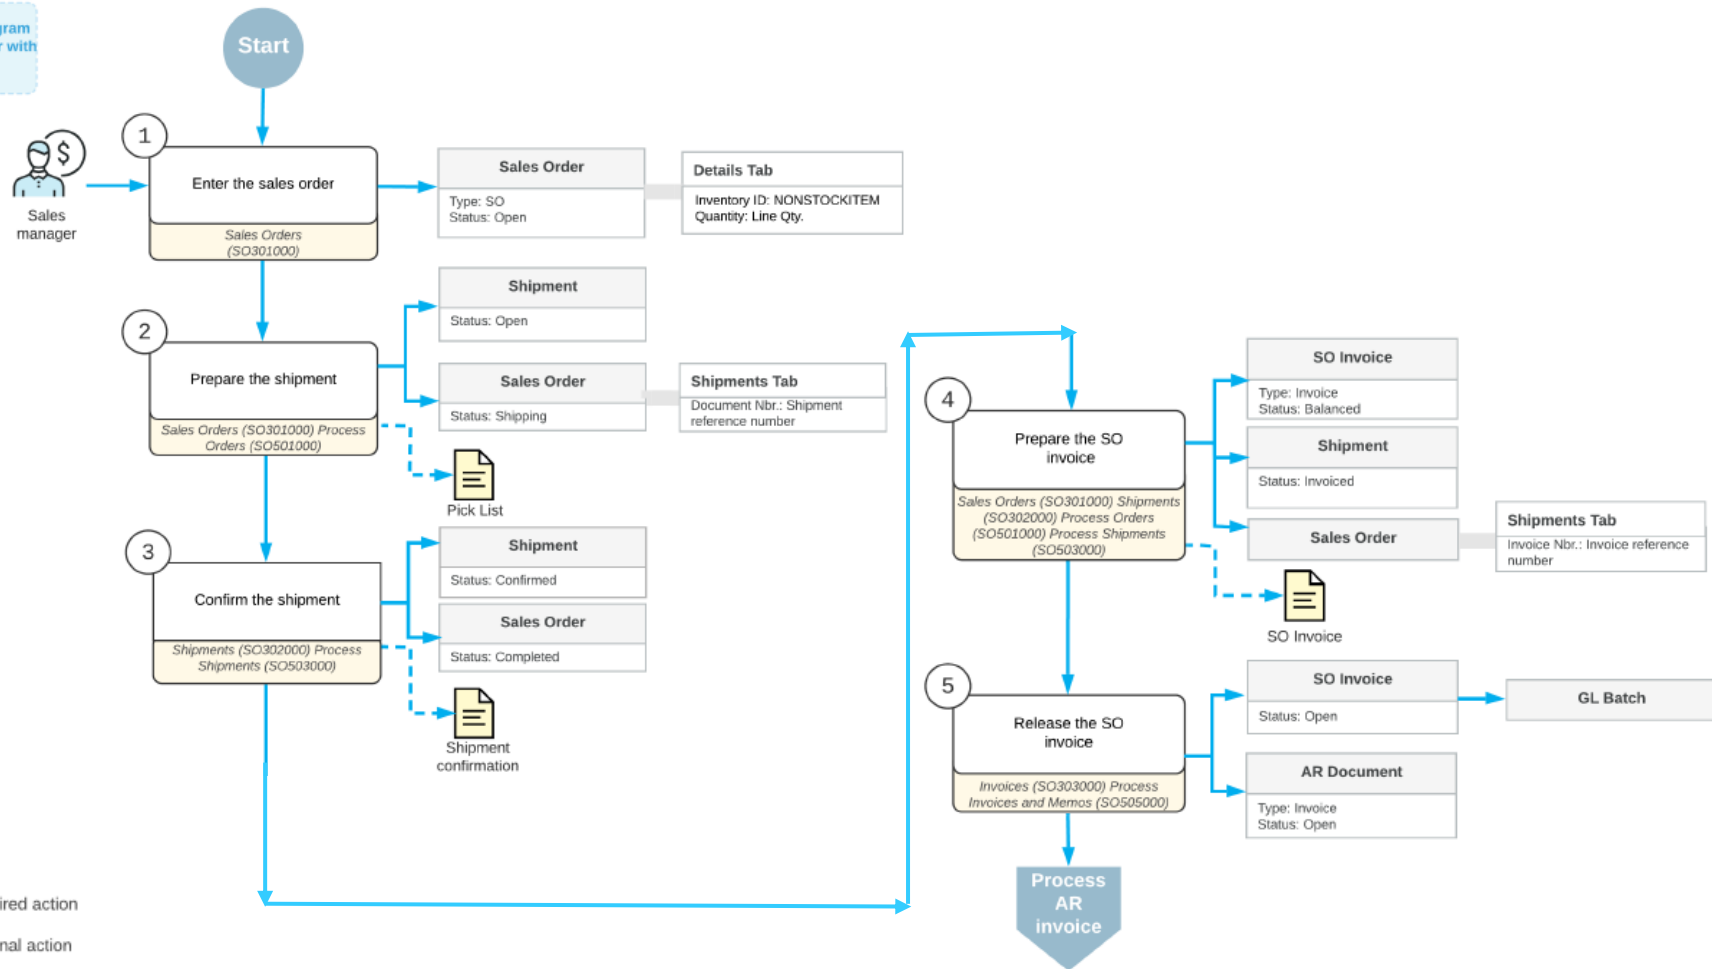 gram
r with
Start
1
Enter the sales order
Sales Orders
(SO301000)
Sales
manager
Sales Order
Type: SO
Status: Open
Details Tab
Inventory ID: NONSTOCKITEM
Quantity: Line Qty.
2
Prepare the shipment
Sales Orders (SO301000) Process
Orders (SO501000)
Shipment
Status: Open
Sales Order
Status: Shipping
Shipments Tab
Document Nbr.: Shipment
reference number
Pick List
3
Confirm the shipment
Shipments (SO302000) Process
Shipments (SO503000)
Shipment
Status: Confirmed
Sales Order
Status: Completed
Shipment
confirmation
4
Prepare the SO
invoice
Sales Orders (SO301000) Shipments
(SO302000) Process Orders
(SO501000) Process Shipments
(SO503000)
SO Invoice
Type: Invoice
Status: Balanced
Shipment
Status: Invoiced
Sales Order
Shipments Tab
Invoice Nbr.: Invoice reference
number
SO Invoice
5
Release the SO
invoice
Invoices (SO303000) Process
Invoices and Memos (SO505000)
SO Invoice
Status: Open
GL Batch
AR Document
Type: Invoice
Status: Open
Process
AR
invoice
ired action
nal action